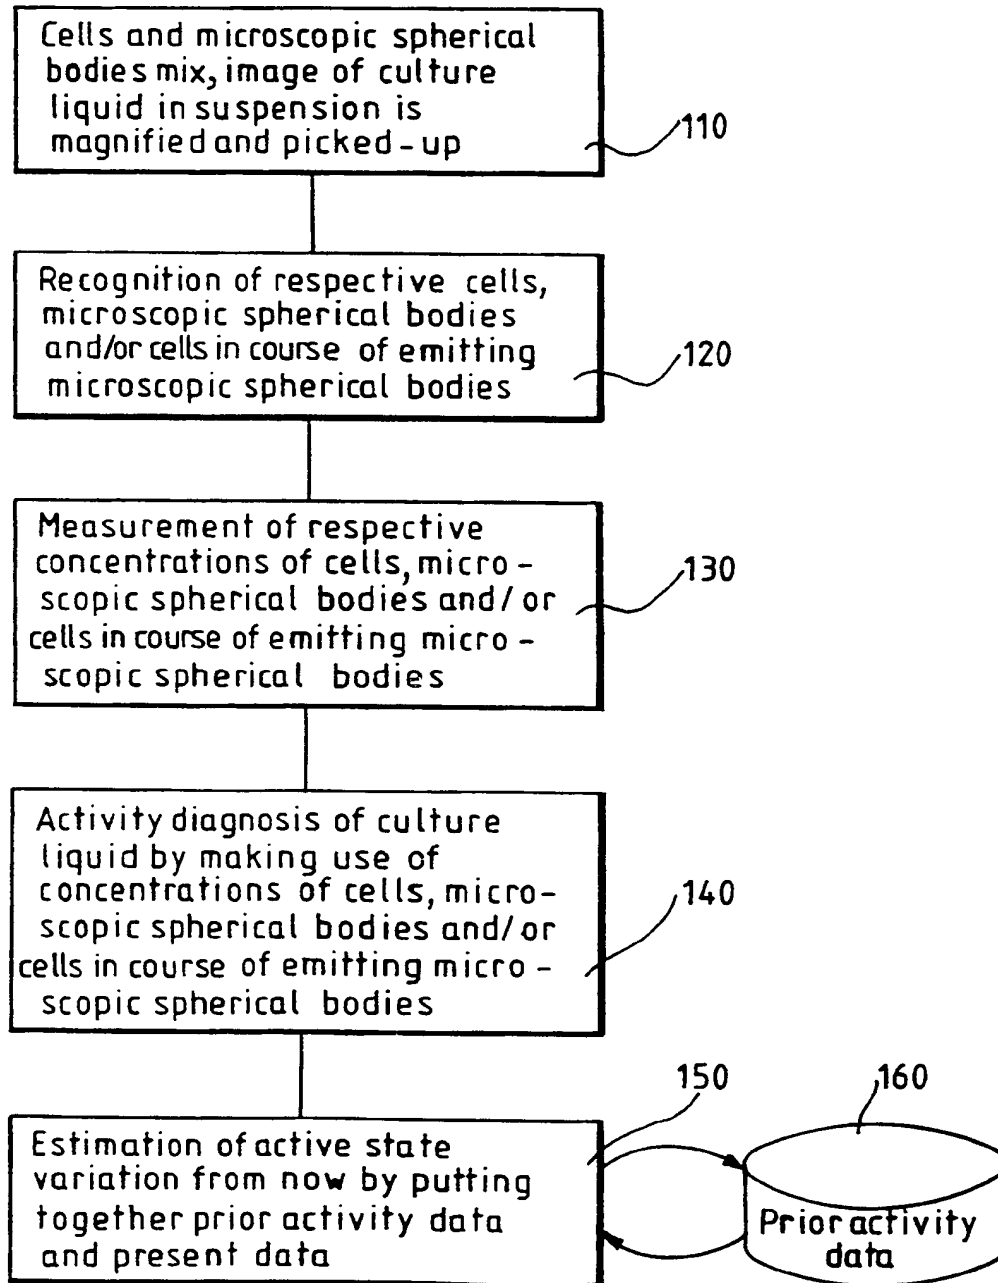 Cells and microscopic spherical
bodies mix, image of culture
liquid in suspension is
magnified and picked-up
110
Recognition of respective cells,
microscopic spherical bodies
and/or cells in course of emitting
microscopic spherical bodies
120
Measurement of respective
concentrations of cells, micro-
scopic spherical bodies and/or
cells in course of emitting micro-
scopic spherical bodies
130
Activity diagnosis of culture
liquid by making use of
concentrations of cells, micro-
scopic spherical bodies and/or
cells in course of emitting micro-
scopic spherical bodies
140
150
160
Estimation of active state
variation from now by putting
together prior activity data
and present data
Prior activity
data